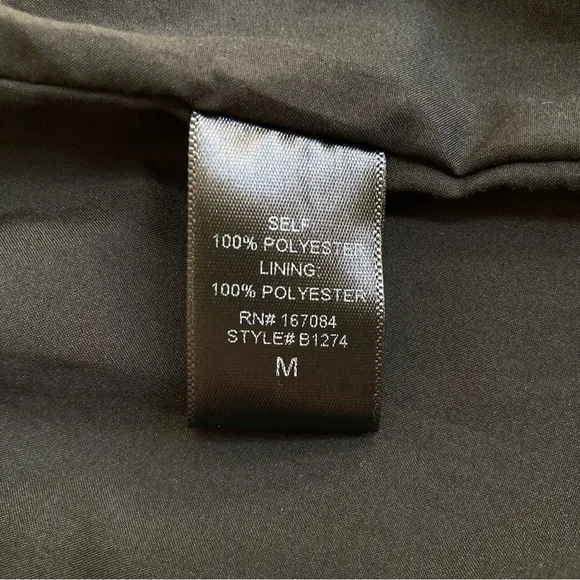 SELF:
100% POLYESTER
LINING:
100% POLYESTER
RN# 167084
STYLE# B1274
M